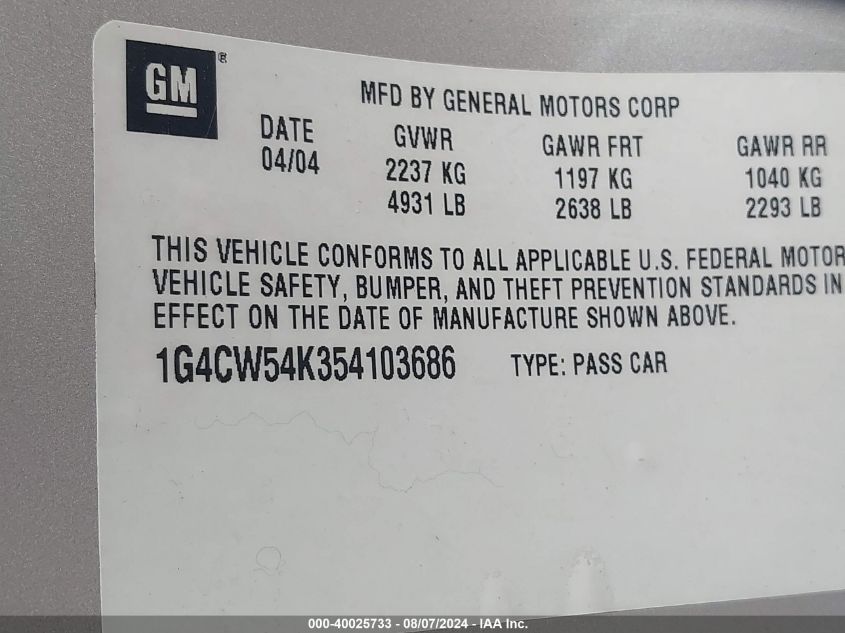 GM ®
MFD BY GENERAL MOTORS CORP
DATE GVWR GAWR FRT GAWR RR
04/04 2237 KG 1197 KG 1040 KG
4931 LB 2638 LB 2293 LB
THIS VEHICLE CONFORMS TO ALL APPLICABLE U.S. FEDERAL MOTOR
VEHICLE SAFETY, BUMPER, AND THEFT PREVENTION STANDARDS IN
EFFECT ON THE DATE OF MANUFACTURE SHOWN ABOVE.
1G4CW54K354103686 TYPE: PASS CAR
000-40025733 - 08/07/2024 - IAA Inc.